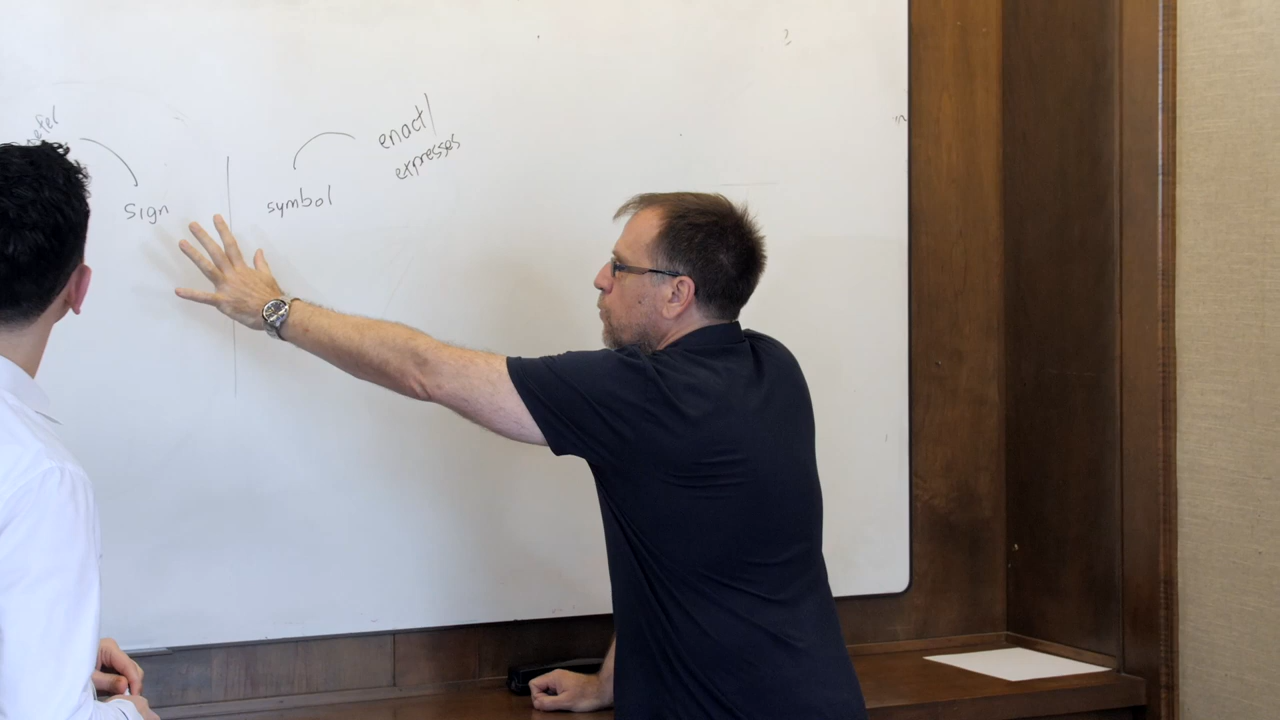 enact/
expresses
sign
symbol